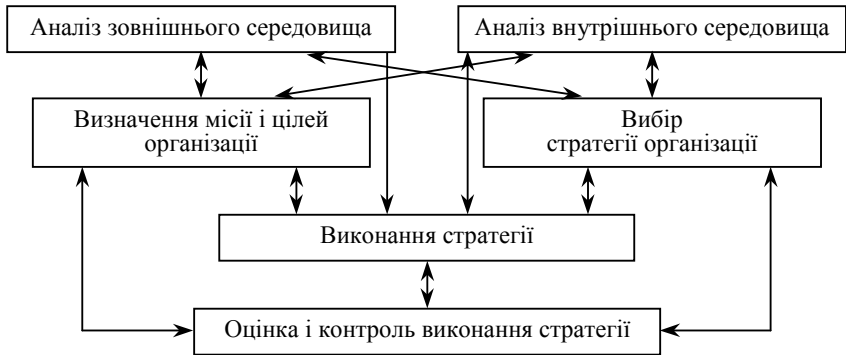 Аналіз зовнішнього середовища
Аналіз внутрішнього середовища
Визначення місії і цілей
організації
Вибір
стратегії організації
Виконання стратегії
Оцінка і контроль виконання стратегії